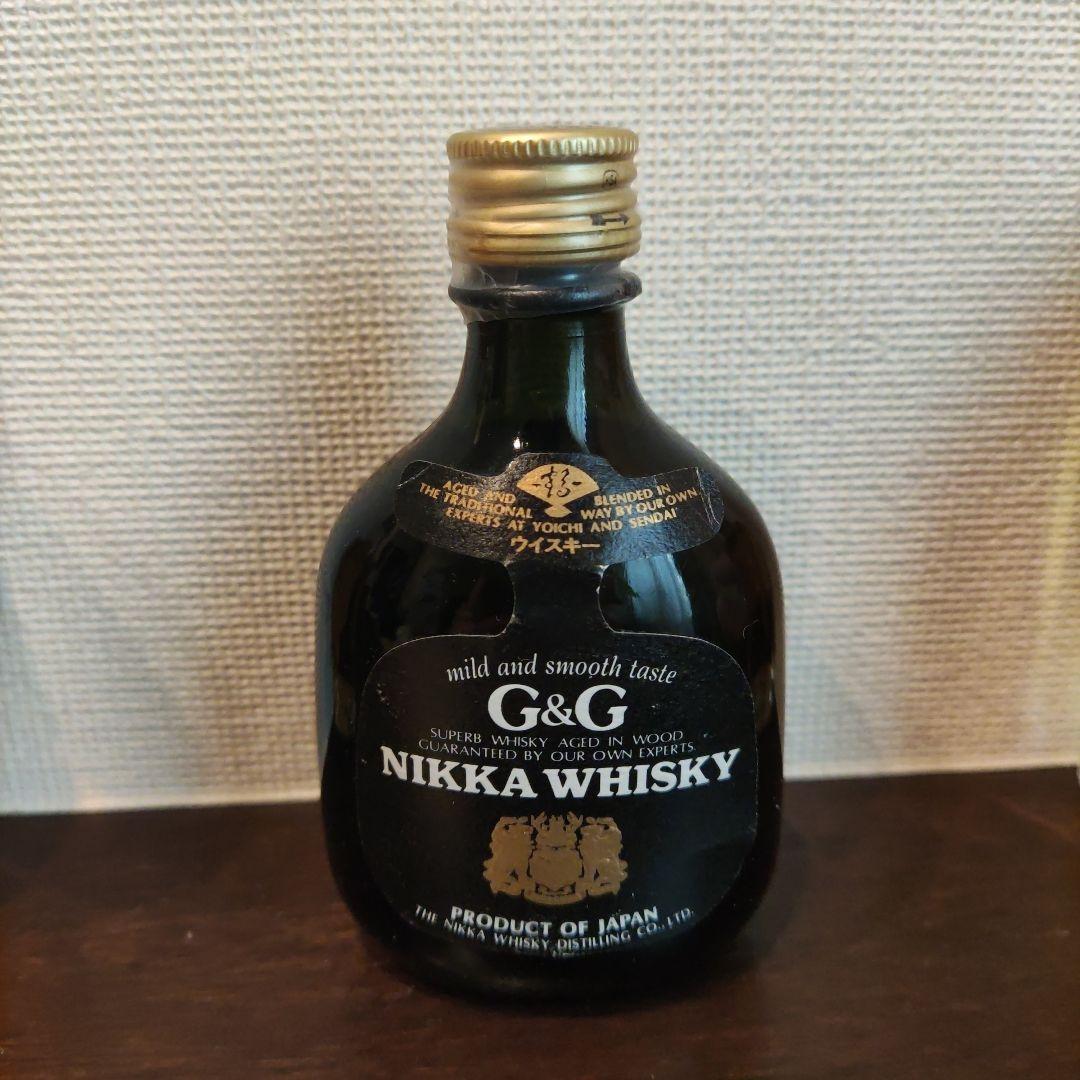 AGED AND BLENDED IN
THE TRADITIONAL WAY BY OUR OWN
EXPERTS AT YOICHI AND SENDAI
ウイスキー
mild and smooth taste
G&G
SUPERB WHISKY AGED IN WOOD
GUARANTEED BY OUR OWN EXPERTS
NIKKA WHISKY
PRODUCT OF JAPAN
THE NIKKA WHISKY DISTILLING CO., LTD.